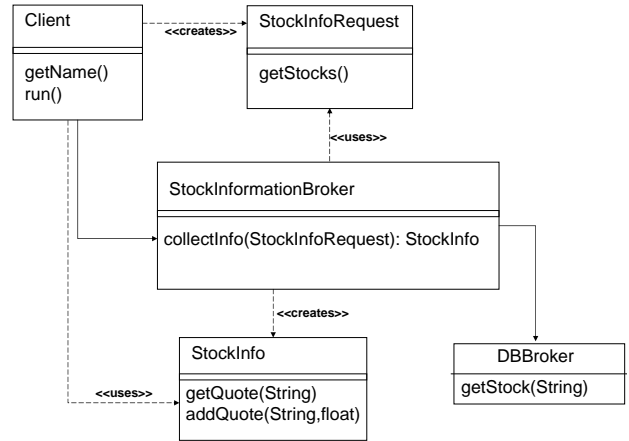 Client
StockInfoRequest
<<creates>>
getName()
run()
getStocks()
<<uses>>
StockInformationBroker
collectInfo(StockInfoRequest): StockInfo
<<creates>>
StockInfo
DBBroker
<<uses>>
getQuote(String)
addQuote(String,float)
getStock(String)